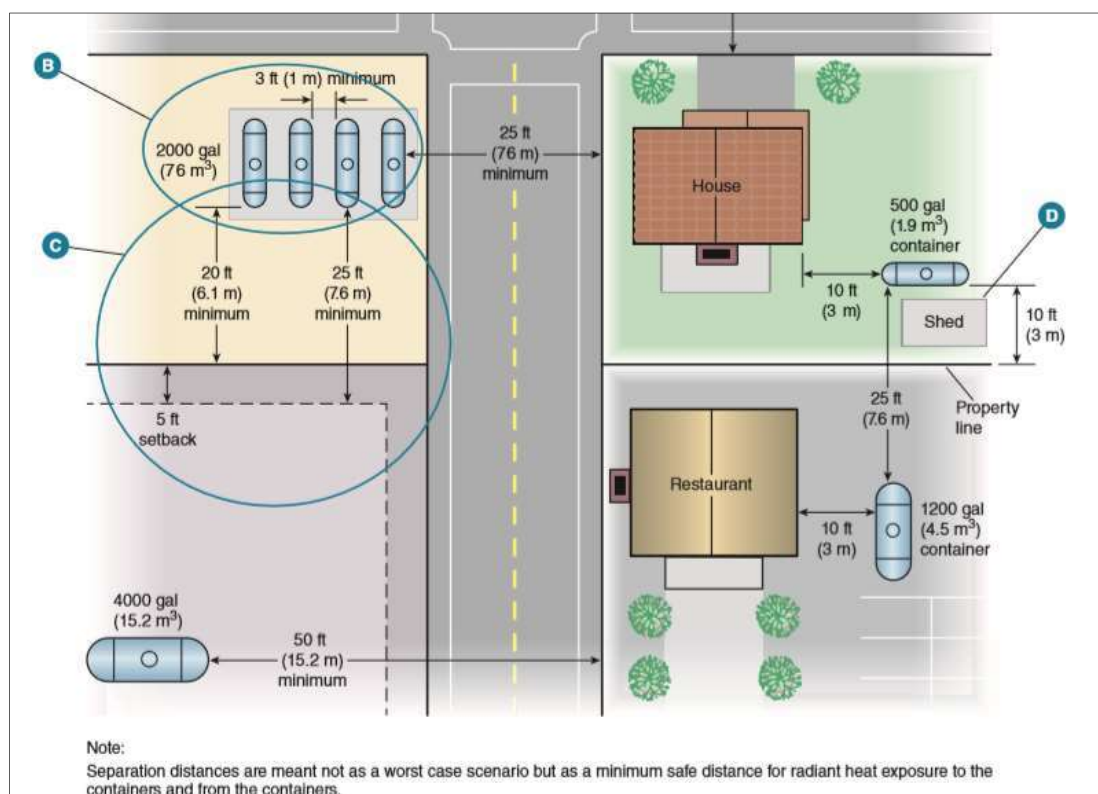 B
3 ft (1 m) minimum
2000 gal
(76 m³)
25 ft
(76 m)
minimum
C
20 ft
(6.1 m)
minimum
25 ft
(7.6 m)
minimum
5 ft
setback
4000 gal
(15.2 m³)
50 ft
(15.2 m)
minimum
House
500 gal
(1.9 m³)
container
D
10 ft
(3 m)
Shed
10 ft
(3 m)
25 ft
(7.6 m)
Property
line
Restaurant
10 ft
(3 m)
1200 gal
(4.5 m³)
container
Note:
Separation distances are meant not as a worst case scenario but as a minimum safe distance for radiant heat exposure to the
containers and from the containers.